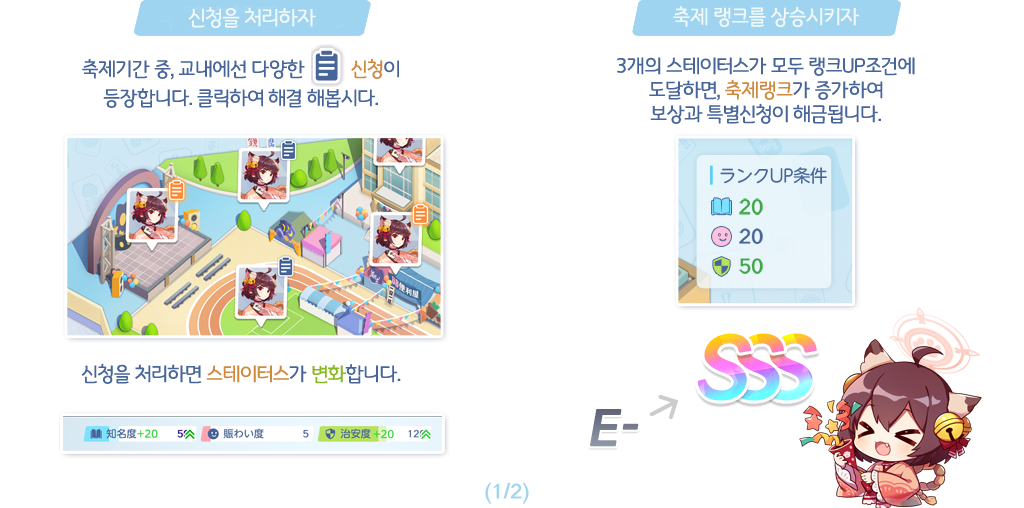 신청을 처리하자
축제기간 중, 교내에선 다양한 신청이
등장합니다. 클릭하여 해결 해봅시다.
便利屋
신청을 처리하면 스테이터스가 변화합니다.
知名度+20 5 賑わい度 5 治安度+20 12
축제 랭크를 상승시키자
3개의 스테이터스가 모두 랭크UP조건에
도달하면, 축제랭크가 증가하여
보상과 특별신청이 해금됩니다.
ランクUP条件
20
20
50
E-
SSS
(1/2)